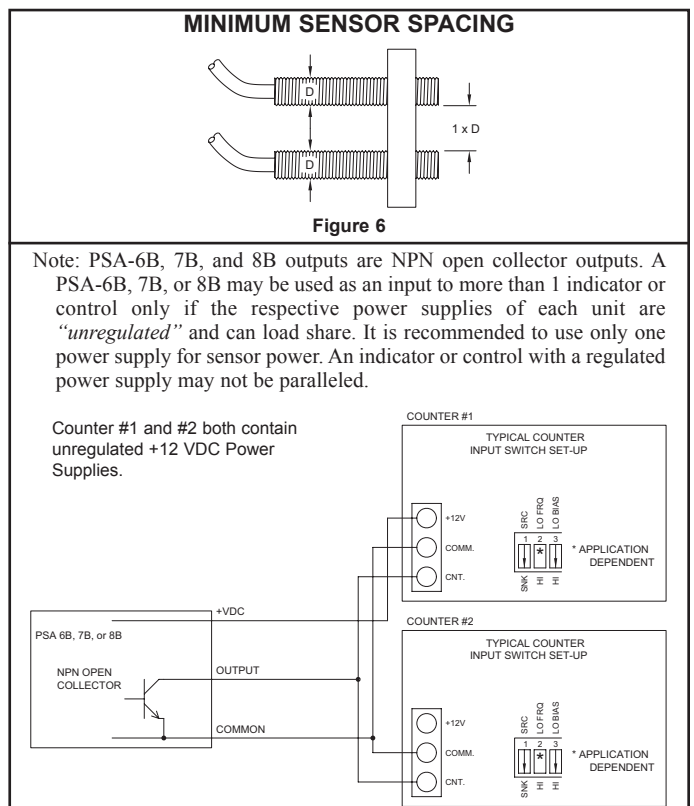 MINIMUM SENSOR SPACING
D
1 x D
D
Figure 6
Note: PSA-6B, 7B, and 8B outputs are NPN open collector outputs. A
PSA-6B, 7B, or 8B may be used as an input to more than 1 indicator or
control only if the respective power supplies of each unit are
“unregulated” and can load share. It is recommended to use only one
power supply for sensor power. An indicator or control with a regulated
power supply may not be paralleled.
Counter #1 and #2 both contain
unregulated +12 VDC Power
Supplies.
COUNTER #1
TYPICAL COUNTER
INPUT SWITCH SET-UP
+12V
COMM.
CNT.
SRC
LO FRQ
LO BIAS
1 2 3
*
SNK
HI
HI
* APPLICATION
DEPENDENT
PSA 6B, 7B, or 8B
NPN OPEN
COLLECTOR
+VDC
OUTPUT
COMMON
COUNTER #2
TYPICAL COUNTER
INPUT SWITCH SET-UP
+12V
COMM.
CNT.
SRC
LO FRQ
LO BIAS
1 2 3
*
SNK
HI
HI
* APPLICATION
DEPENDENT